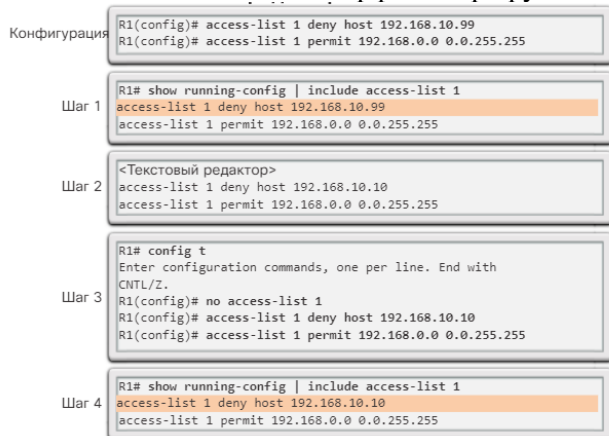 Конфигурация
R1(config)# access-list 1 deny host 192.168.10.99
R1(config)# access-list 1 permit 192.168.0.0 0.0.255.255
Шаг 1
R1# show running-config | include access-list 1
access-list 1 deny host 192.168.10.99
access-list 1 permit 192.168.0.0 0.0.255.255
Шаг 2
<Текстовый редактор>
access-list 1 deny host 192.168.10.10
access-list 1 permit 192.168.0.0 0.0.255.255
Шаг 3
R1# config t
Enter configuration commands, one per line. End with
CNTL/Z.
R1(config)# no access-list 1
R1(config)# access-list 1 deny host 192.168.10.10
R1(config)# access-list 1 permit 192.168.0.0 0.0.255.255
Шаг 4
R1# show running-config | include access-list 1
access-list 1 deny host 192.168.10.10
access-list 1 permit 192.168.0.0 0.0.255.255